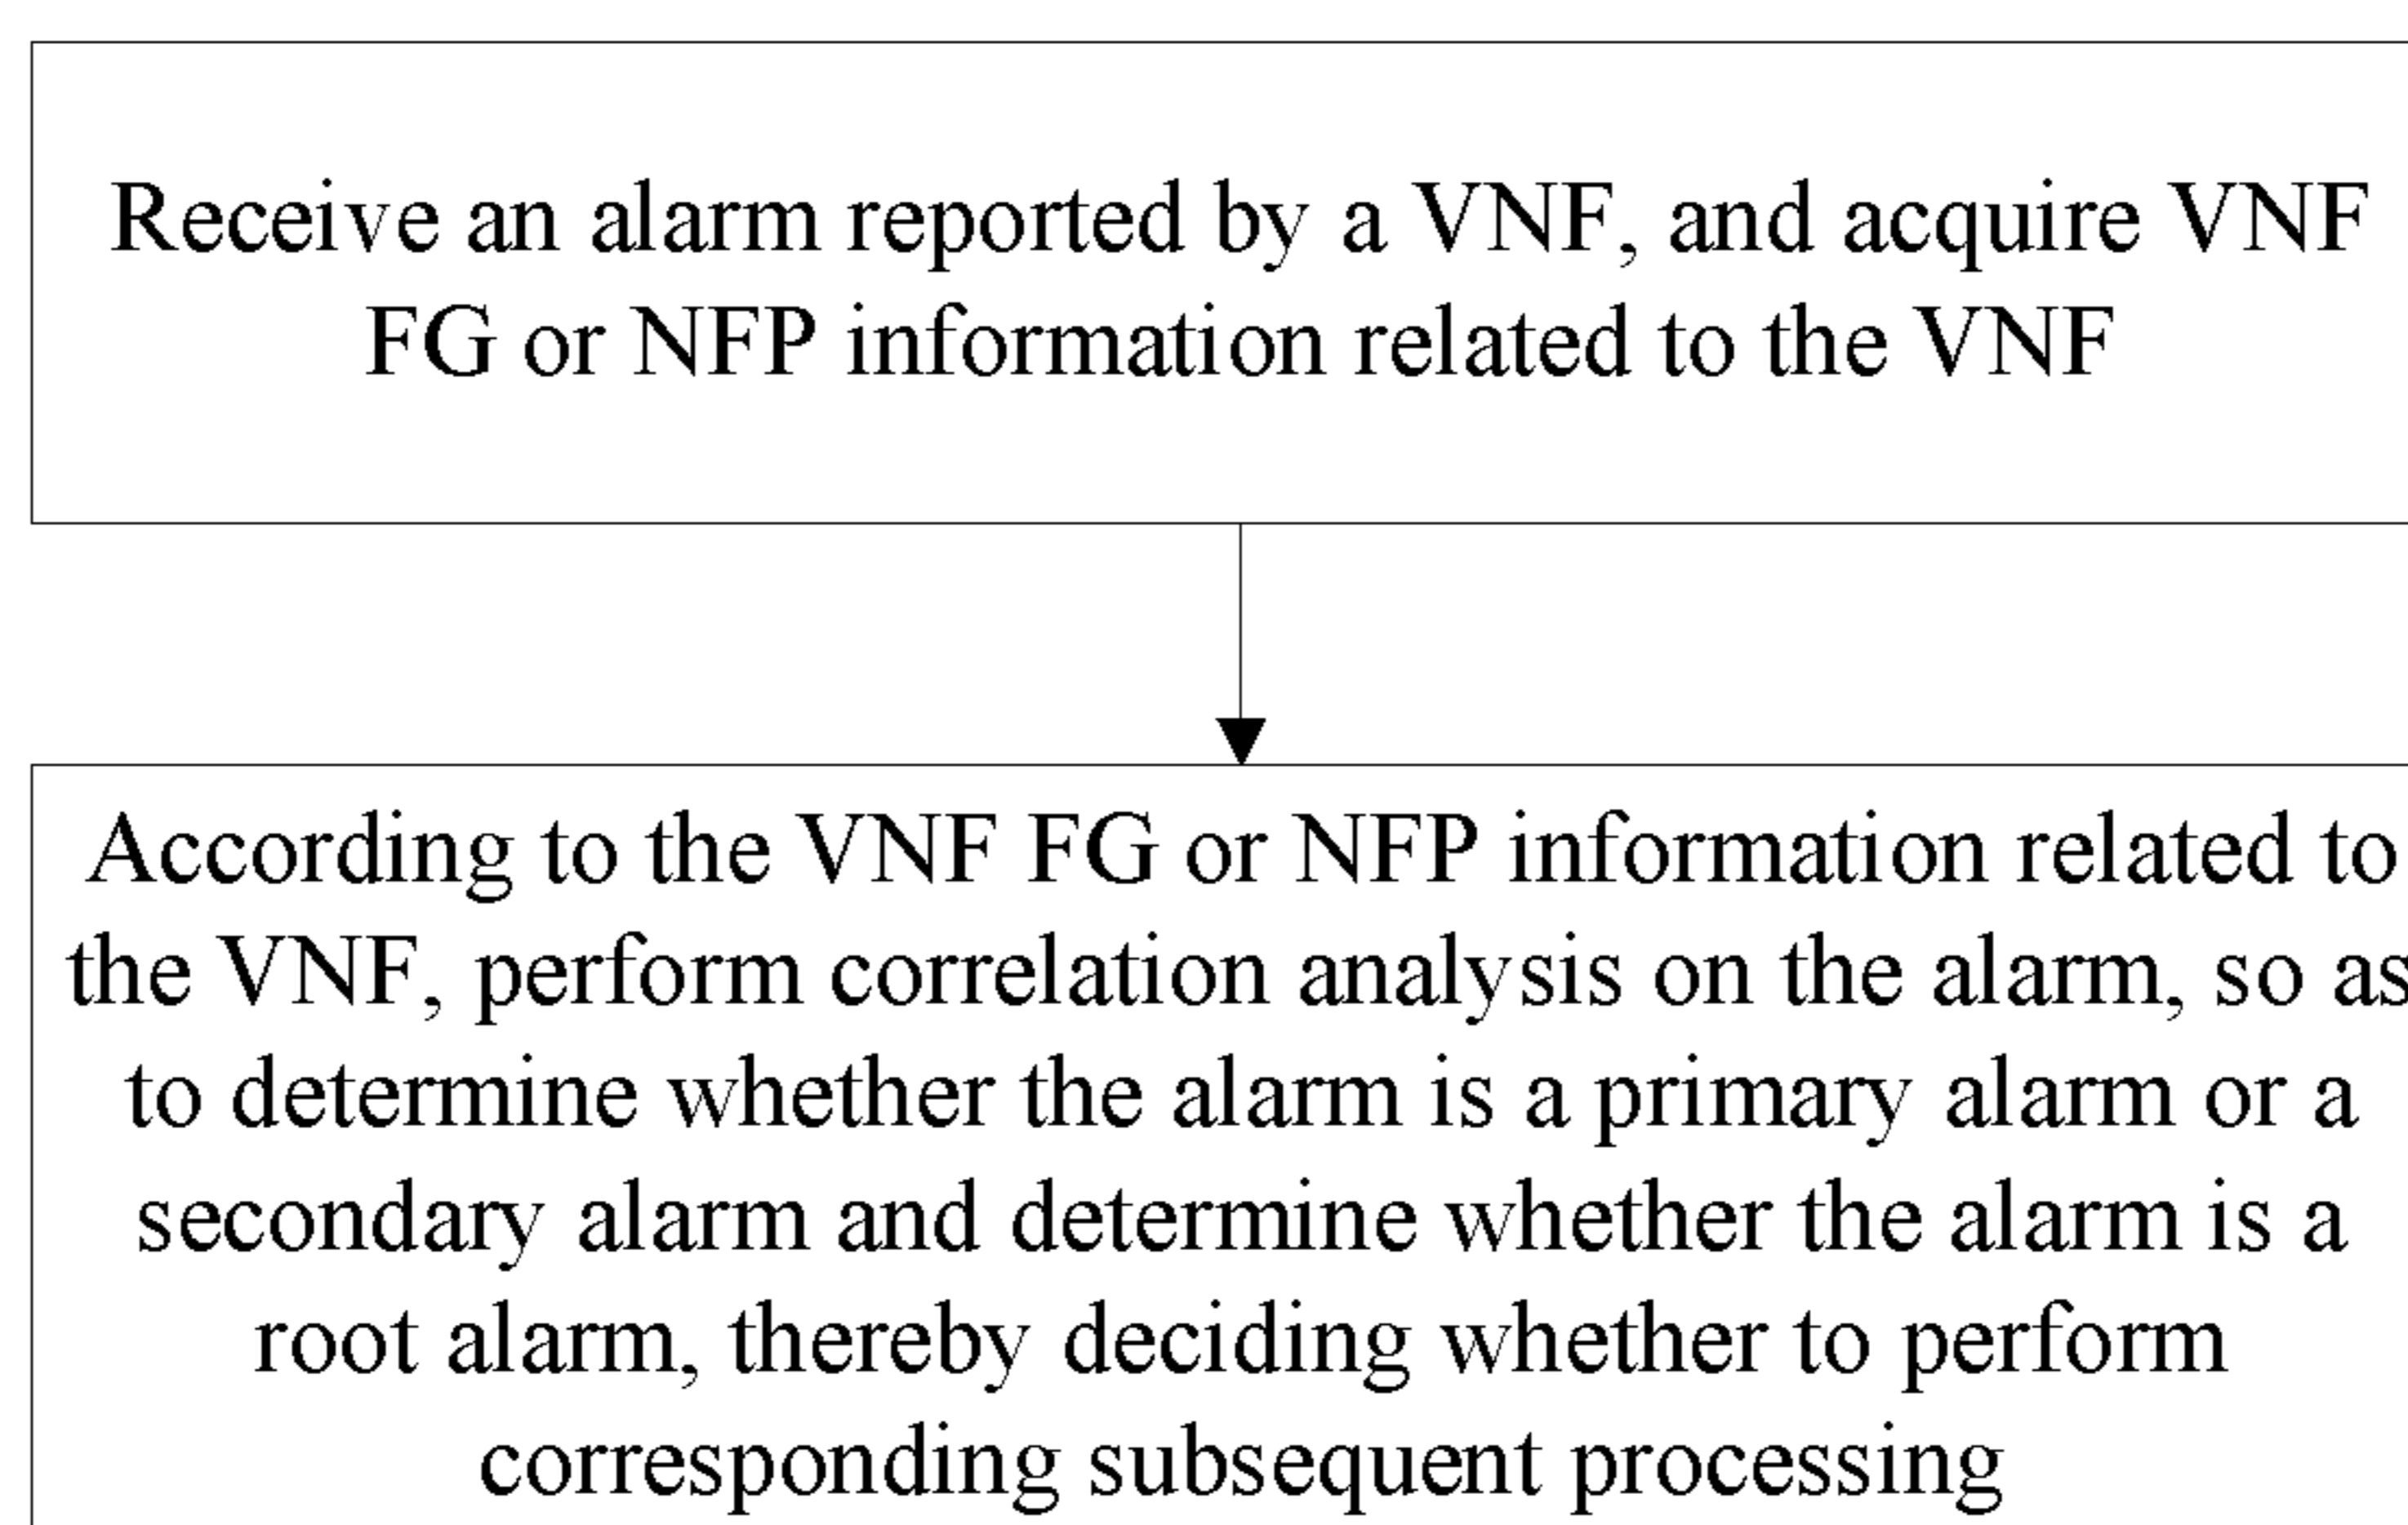 Receive an alarm reported by a VNF, and acquire VNF
FG or NFP information related to the VNF
According to the VNF FG or NFP information related to
the VNF, perform correlation analysis on the alarm, so as
to determine whether the alarm is a primary alarm or a
secondary alarm and determine whether the alarm is a
root alarm, thereby deciding whether to perform
corresponding subsequent processing